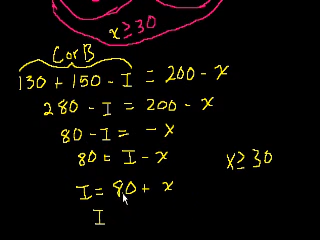 x ≥ 30
C or B
130 + 150 - I = 200 - x
280 - I = 200 - x
80 - I = - x
80 = I - x
x ≥ 30
I = 80 + x
I